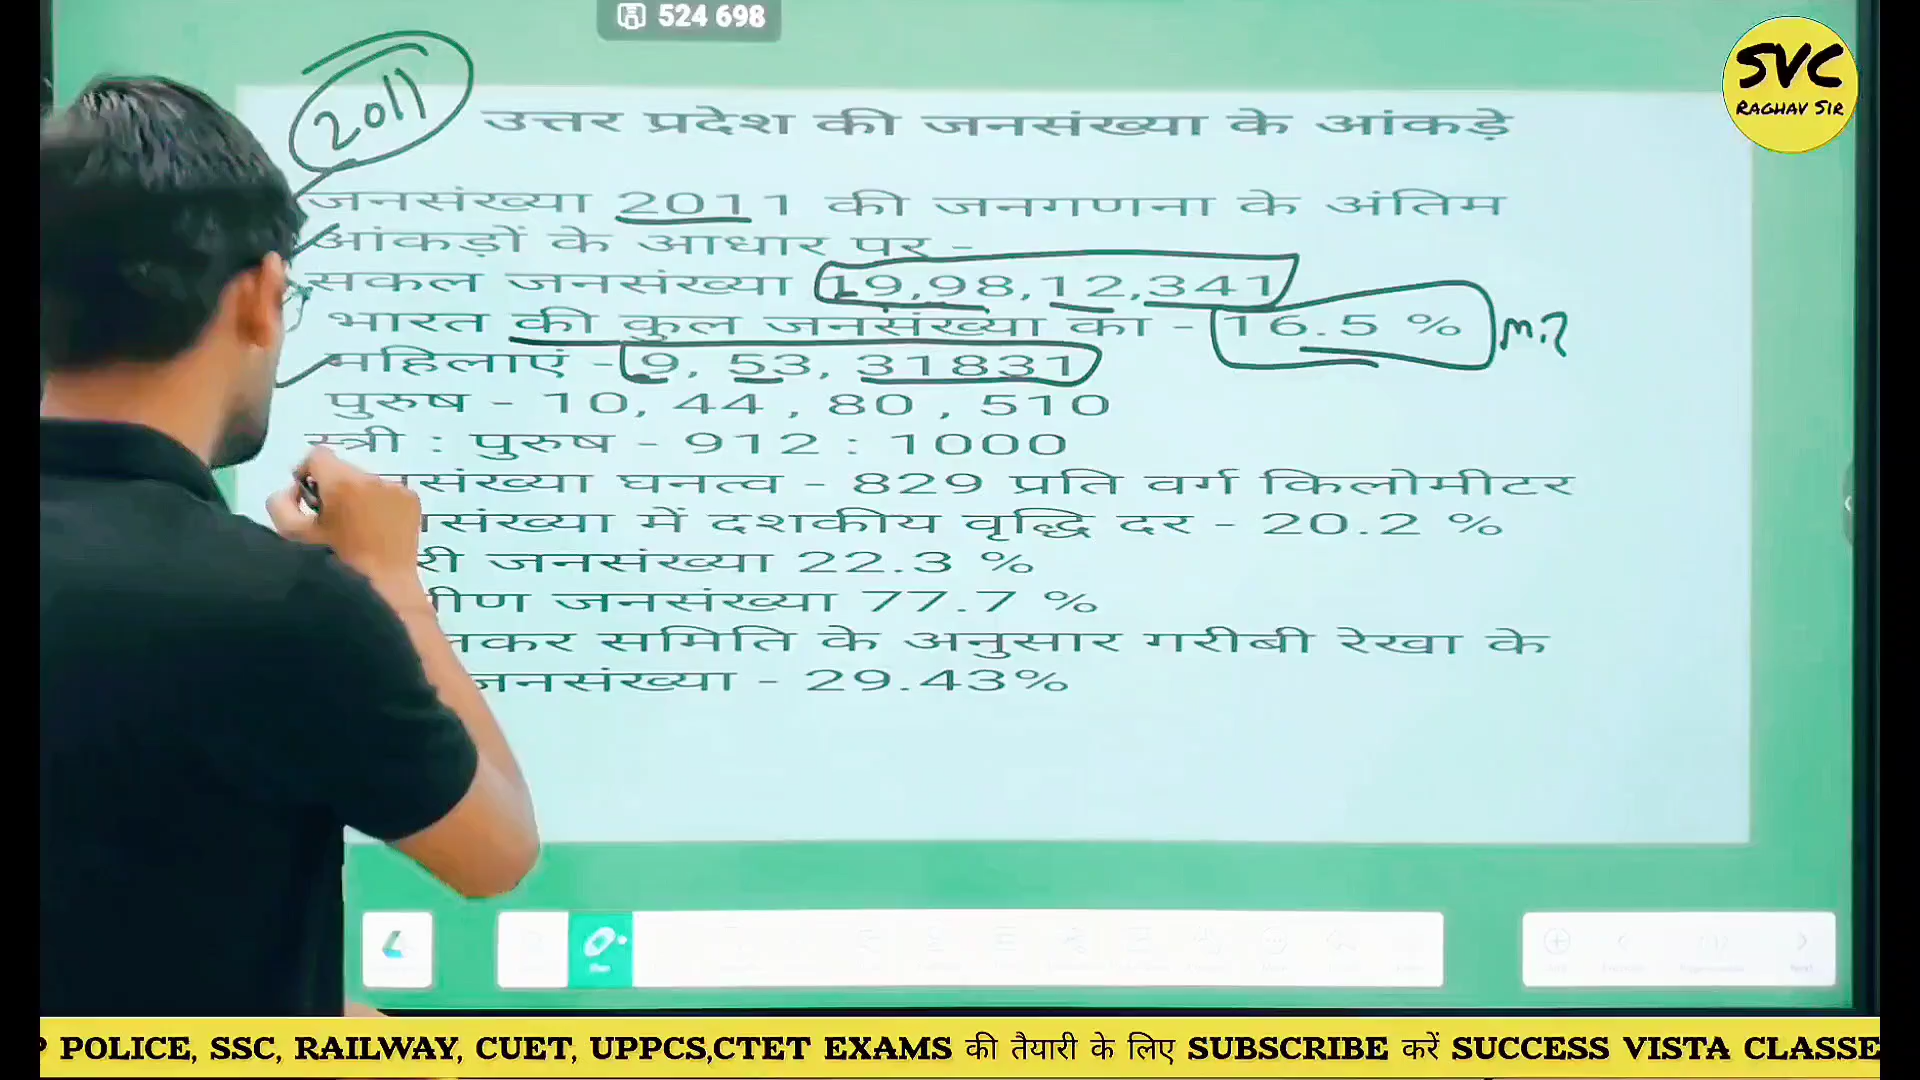 524 698
SVC
RAGHAV SIR
2011
उत्तर प्रदेश की जनसंख्या के आंकड़े
जनसंख्या 2011 की जनगणना के अंतिम
आंकड़ों के आधार पर -
सकल जनसंख्या 19,98,12,341
भारत की कुल जनसंख्या का - 16.5 %
महिलाएं - 9, 53, 31831
पुरुष - 10, 44 , 80 , 510
स्त्री : पुरुष - 912 : 1000
संख्या घनत्व - 829 प्रति वर्ग किलोमीटर
संख्या में दशकीय वृद्धि दर - 20.2 %
री जनसंख्या 22.3 %
ीण जनसंख्या 77.7 %
कर समिति के अनुसार गरीबी रेखा के
जनसंख्या - 29.43%
P POLICE, SSC, RAILWAY, CUET, UPPCS,CTET EXAMS की तैयारी के लिए SUBSCRIBE करें SUCCESS VISTA CLASSE